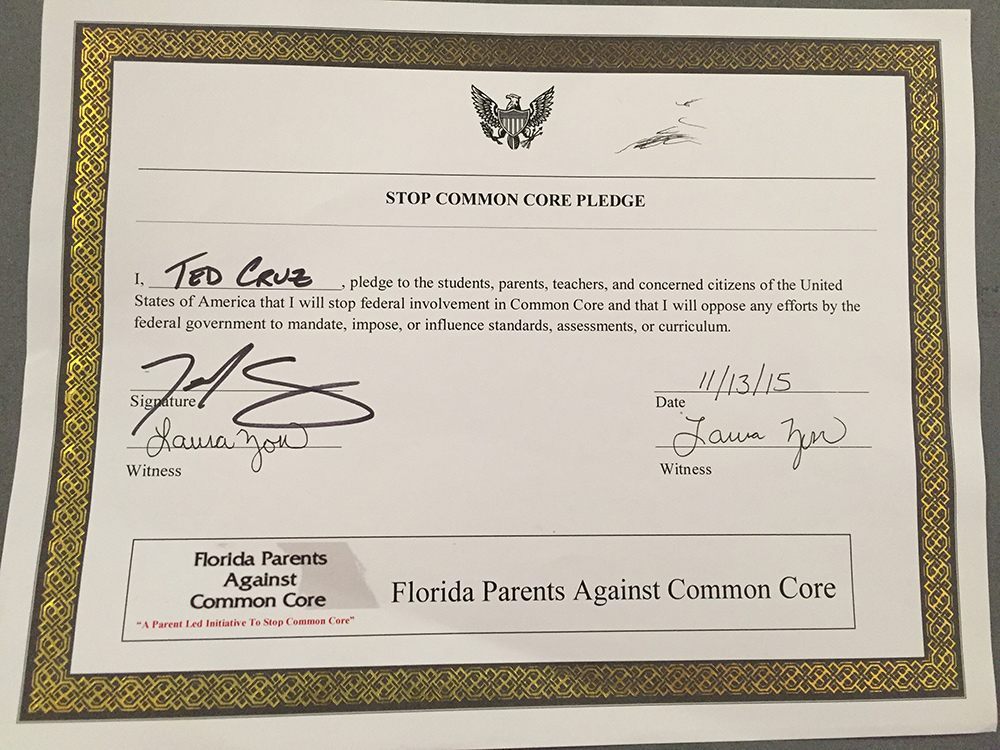 STOP COMMON CORE PLEDGE
I, TED CRUZ, pledge to the students, parents, teachers, and concerned citizens of the United
States of America that I will stop federal involvement in Common Core and that I will oppose any efforts by the
federal government to mandate, impose, or influence standards, assessments, or curriculum.
11/13/15
Signature
Date
Laura
Laura
Witness
Witness
Florida Parents
Against
Common Core
"A Parent Led Initiative To Stop Common Core"
Florida Parents Against Common Core